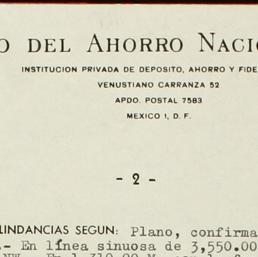 O DEL AHORRO NACIO
INSTITUCION PRIVADA DE DEPOSITO, AHORRO Y FIDE
VENUSTIANO CARRANZA 52
APDO. POSTAL 7583
MEXICO 1, D. F.
- 2 -
LINDANCIAS SEGUN: Plano, confirma
.- En línea sinuosa de 3,550.00